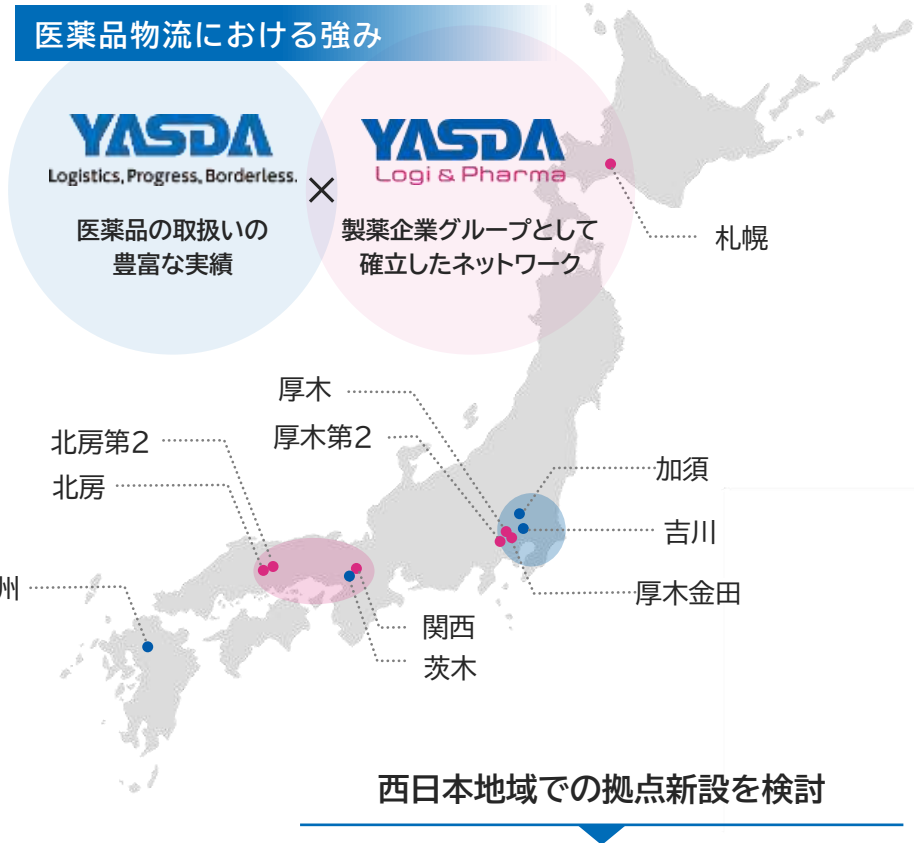 医薬品物流における強み
YASDA
Logistics, Progress, Borderless.
医薬品の取扱いの
豊富な実績
×
YASDA
Logi & Pharma
製薬企業グループとして
確立したネットワーク
札幌
厚木
厚木第2
北房第2
北房
加須
吉川
厚木金田
州
関西
茨木
西日本地域での拠点新設を検討